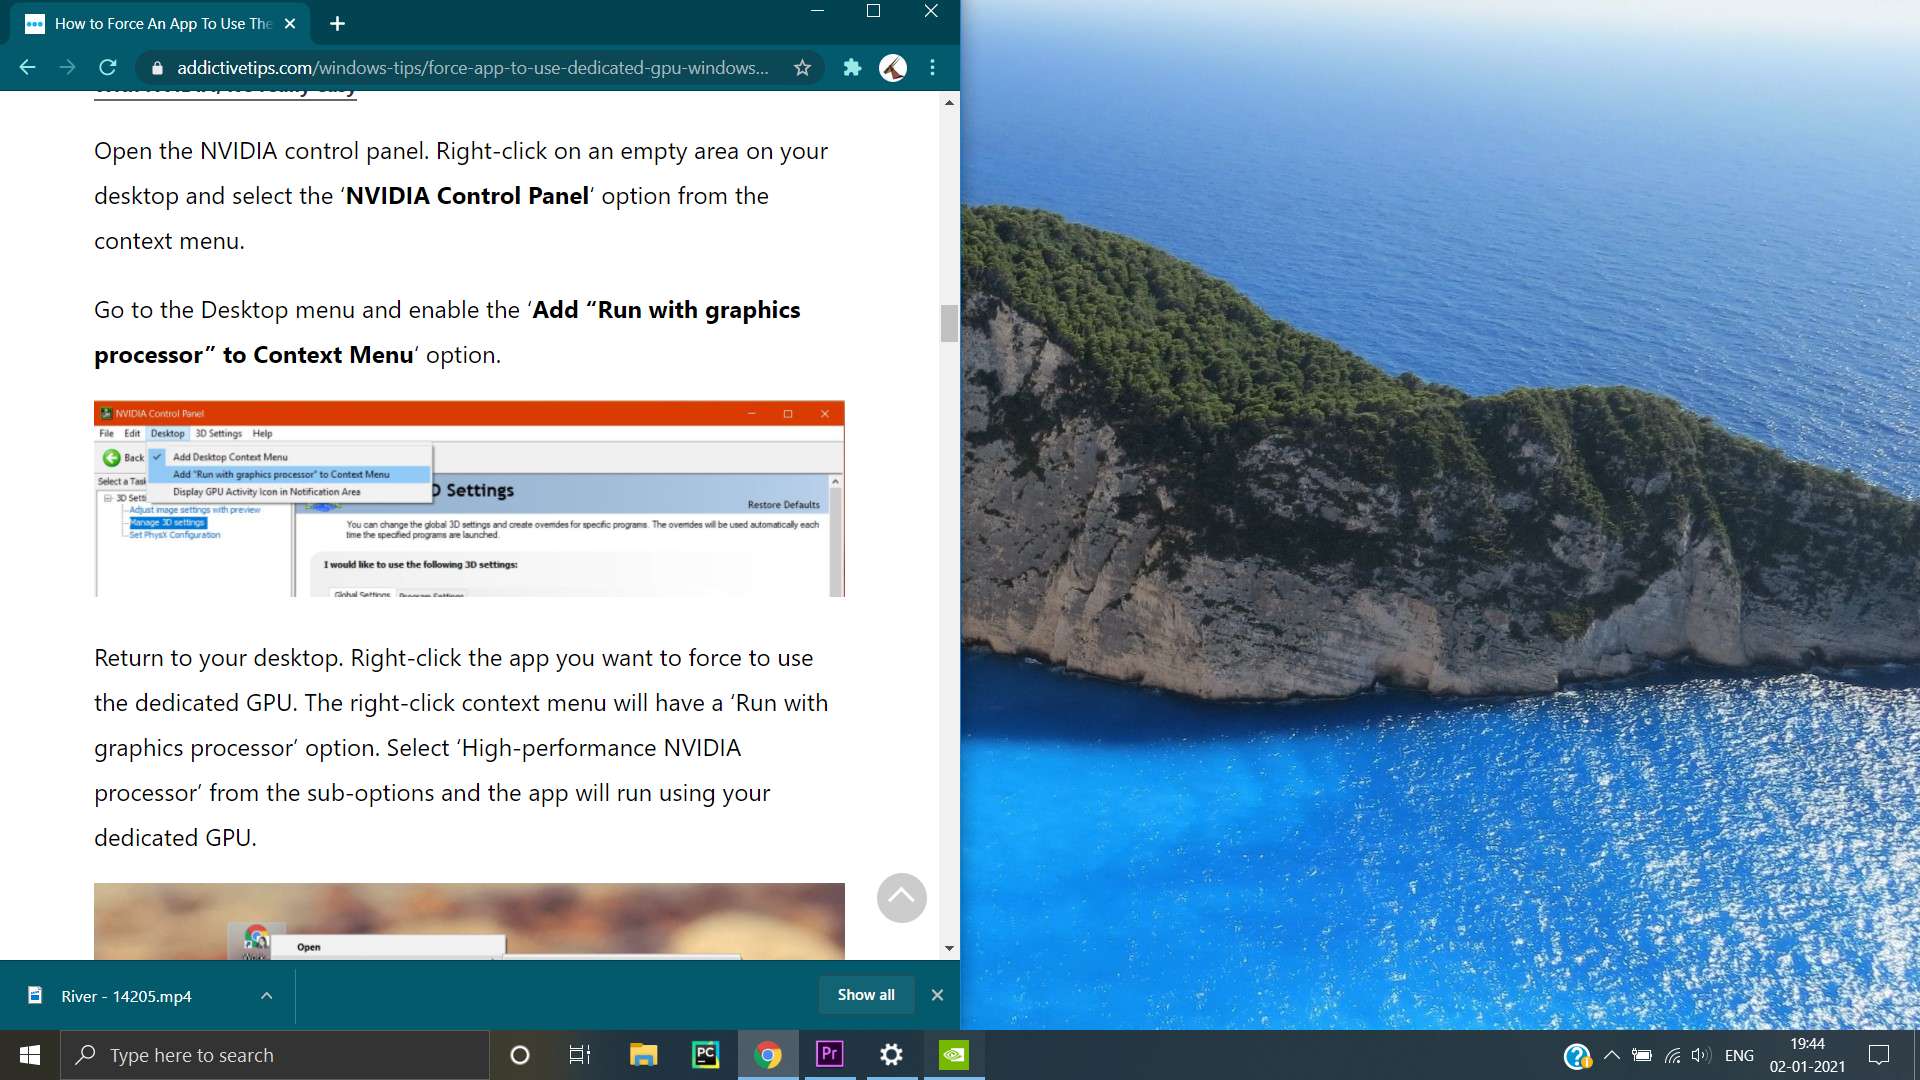 How to Force An App To Use The
addictivetips.com/windows-tips/force-app-to-use-dedicated-gpu-windows...
With NVIDIA, it's really easy
Open the NVIDIA control panel. Right-click on an empty area on your
desktop and select the ‘NVIDIA Control Panel‘ option from the
context menu.
Go to the Desktop menu and enable the ‘Add “Run with graphics
processor” to Context Menu‘ option.
NVIDIA Control Panel
File Edit Desktop 3D Settings Help
Back
Add Desktop Context Menu
Add "Run with graphics processor" to Context Menu
Display GPU Activity Icon in Notification Area
Select a Task
3D Setti
Adjust image settings with preview
Manage 3D settings
Set PhysX Configuration
D Settings
Restore Defaults
You can change the global 3D settings and create overrides for specific programs. The overrides will be used automatically each
time the specified programs are launched.
I would like to use the following 3D settings:
Global Settings Program Settings
Return to your desktop. Right-click the app you want to force to use
the dedicated GPU. The right-click context menu will have a ‘Run with
graphics processor’ option. Select ‘High-performance NVIDIA
processor’ from the sub-options and the app will run using your
dedicated GPU.
Work
Open
River - 14205.mp4
Show all
Type here to search
PC
Pr
ENG
19:44
02-01-2021